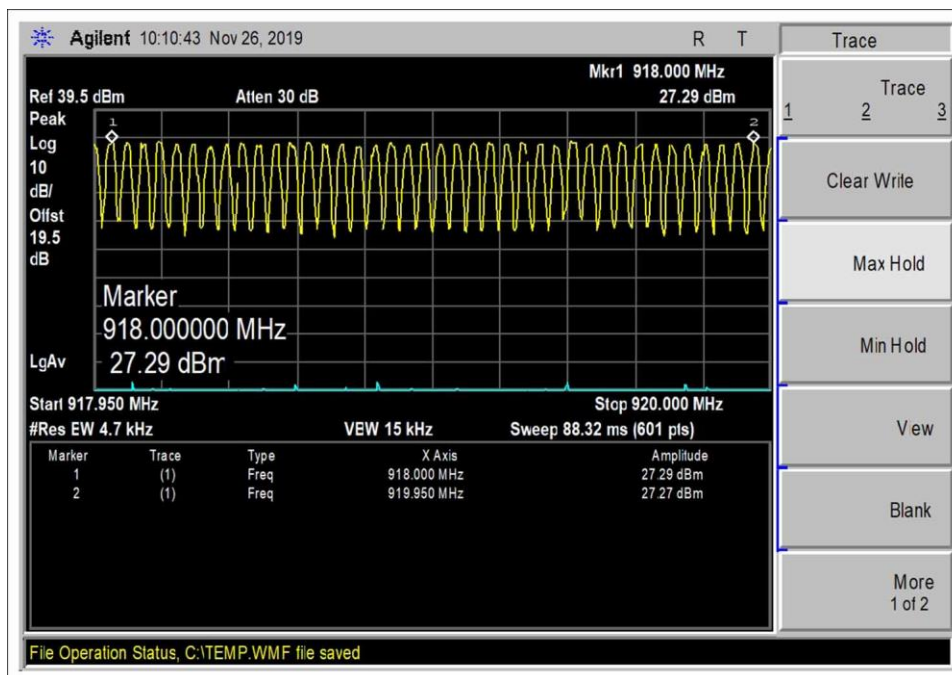 Agilent 10:10:43 Nov 26, 2019 R T
Mkr1 918.000 MHz
Ref 39.5 dBm Atten 30 dB 27.29 dBm
Peak
Log
10
dB/
Offst
19.5
dB
1
2
Marker
918.000000 MHz
27.29 dBm
LgAv
Start 917.950 MHz Stop 920.000 MHz
#Res EW 4.7 kHz VBW 15 kHz Sweep 88.32 ms (601 pts)
Marker Trace Type X Axis Amplitude
1 (1) Freq 918.000 MHz 27.29 dBm
2 (1) Freq 919.950 MHz 27.27 dBm
File Operation Status, C:\TEMP.WMF file saved
Trace
Trace
1 2 3
Clear Write
Max Hold
Min Hold
View
Blank
More
1 of 2